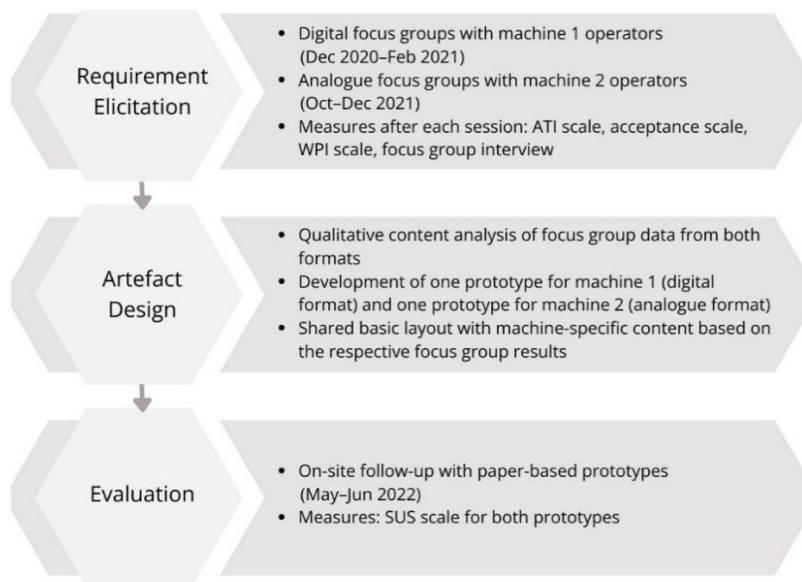 Requirement
Elicitation
• Digital focus groups with machine 1 operators
(Dec 2020–Feb 2021)
• Analogue focus groups with machine 2 operators
(Oct–Dec 2021)
• Measures after each session: ATI scale, acceptance scale,
WPI scale, focus group interview
Artefact
Design
• Qualitative content analysis of focus group data from both
formats
• Development of one prototype for machine 1 (digital
format) and one prototype for machine 2 (analogue format)
• Shared basic layout with machine-specific content based on
the respective focus group results
Evaluation
• On-site follow-up with paper-based prototypes
(May–Jun 2022)
• Measures: SUS scale for both prototypes